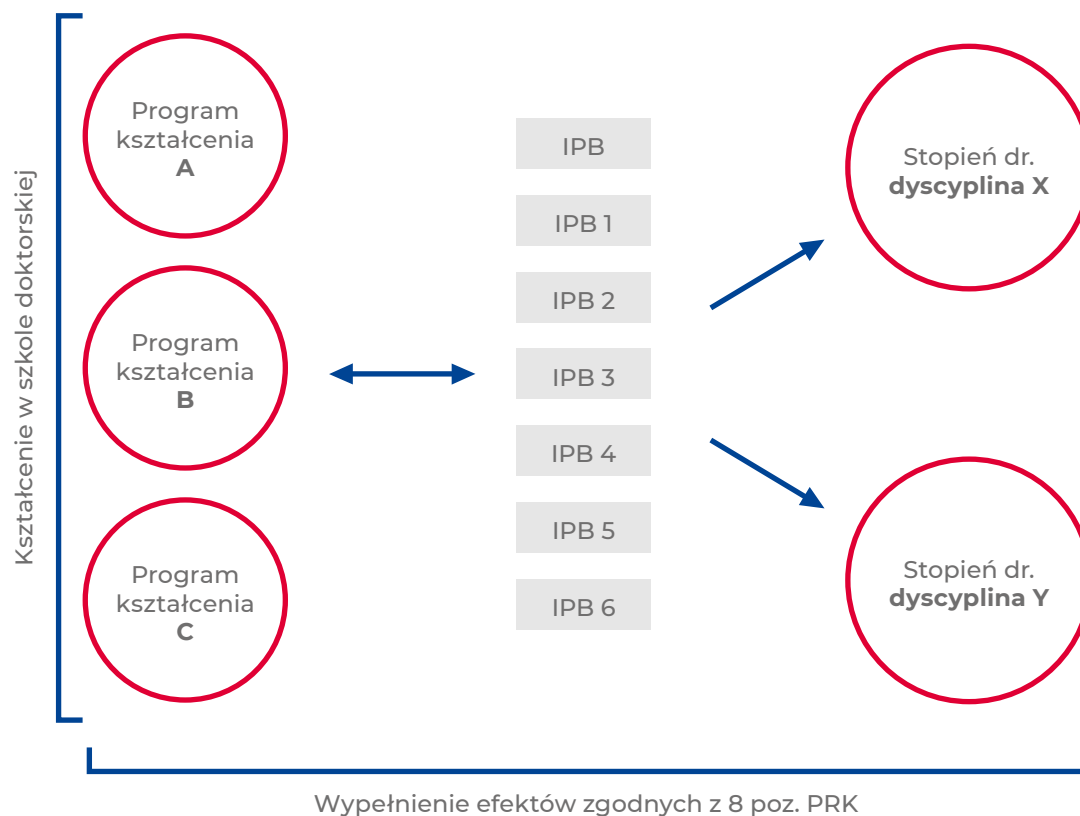 Kształcenie w szkole doktorskiej
Program
kształcenia
A
Program
kształcenia
B
Program
kształcenia
C
IPB
IPB 1
IPB 2
IPB 3
IPB 4
IPB 5
IPB 6
Stopień dr.
dyscyplina X
Stopień dr.
dyscyplina Y
Wypełnienie efektów zgodnych z 8 poz. PRK